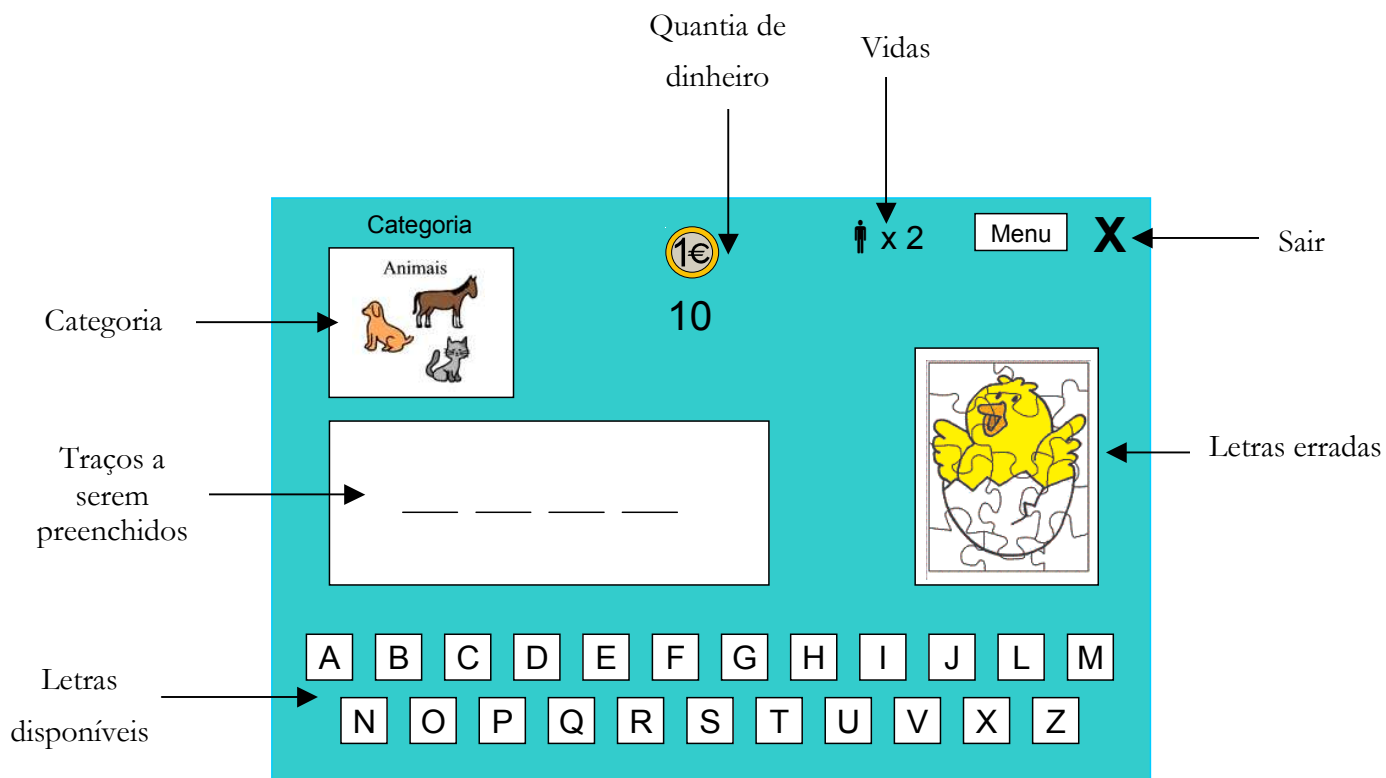 Quantia de
dinheiro
Vidas
Categoria
Animais
1€
10
x 2
Menu
X
Sair
Categoria
Letras erradas
Traços a
serem
preenchidos
Letras
disponíveis
A B C D E F G H I J L M
N O P Q R S T U V X Z